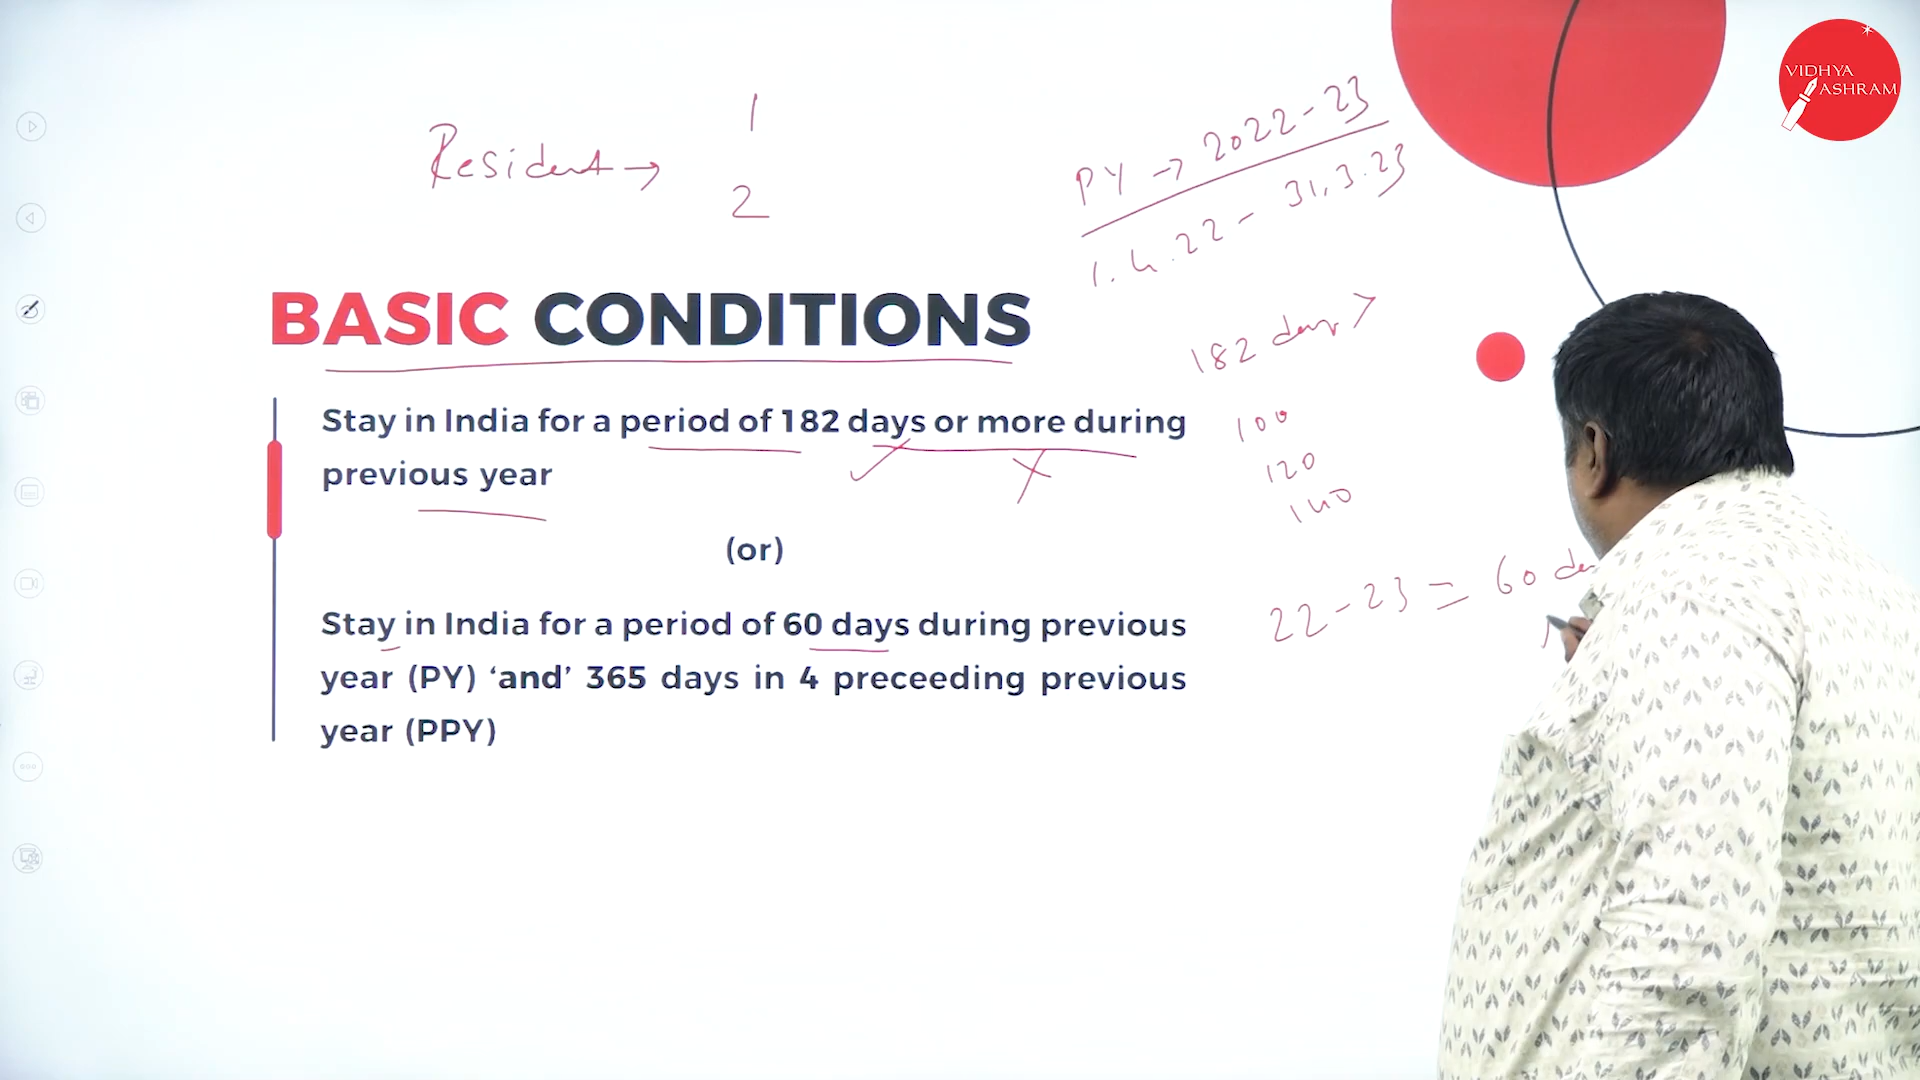 VIDHYA
ASHRAM
Resident →
1
2
PY → 2022-23
1.4.22 - 31.3.23
BASIC CONDITIONS
182 days >
Stay in India for a period of 182 days or more during
previous year
100
120
140
(or)
22-23 = 60
Stay in India for a period of 60 days during previous
year (PY) ‘and’ 365 days in 4 preceeding previous
year (PPY)